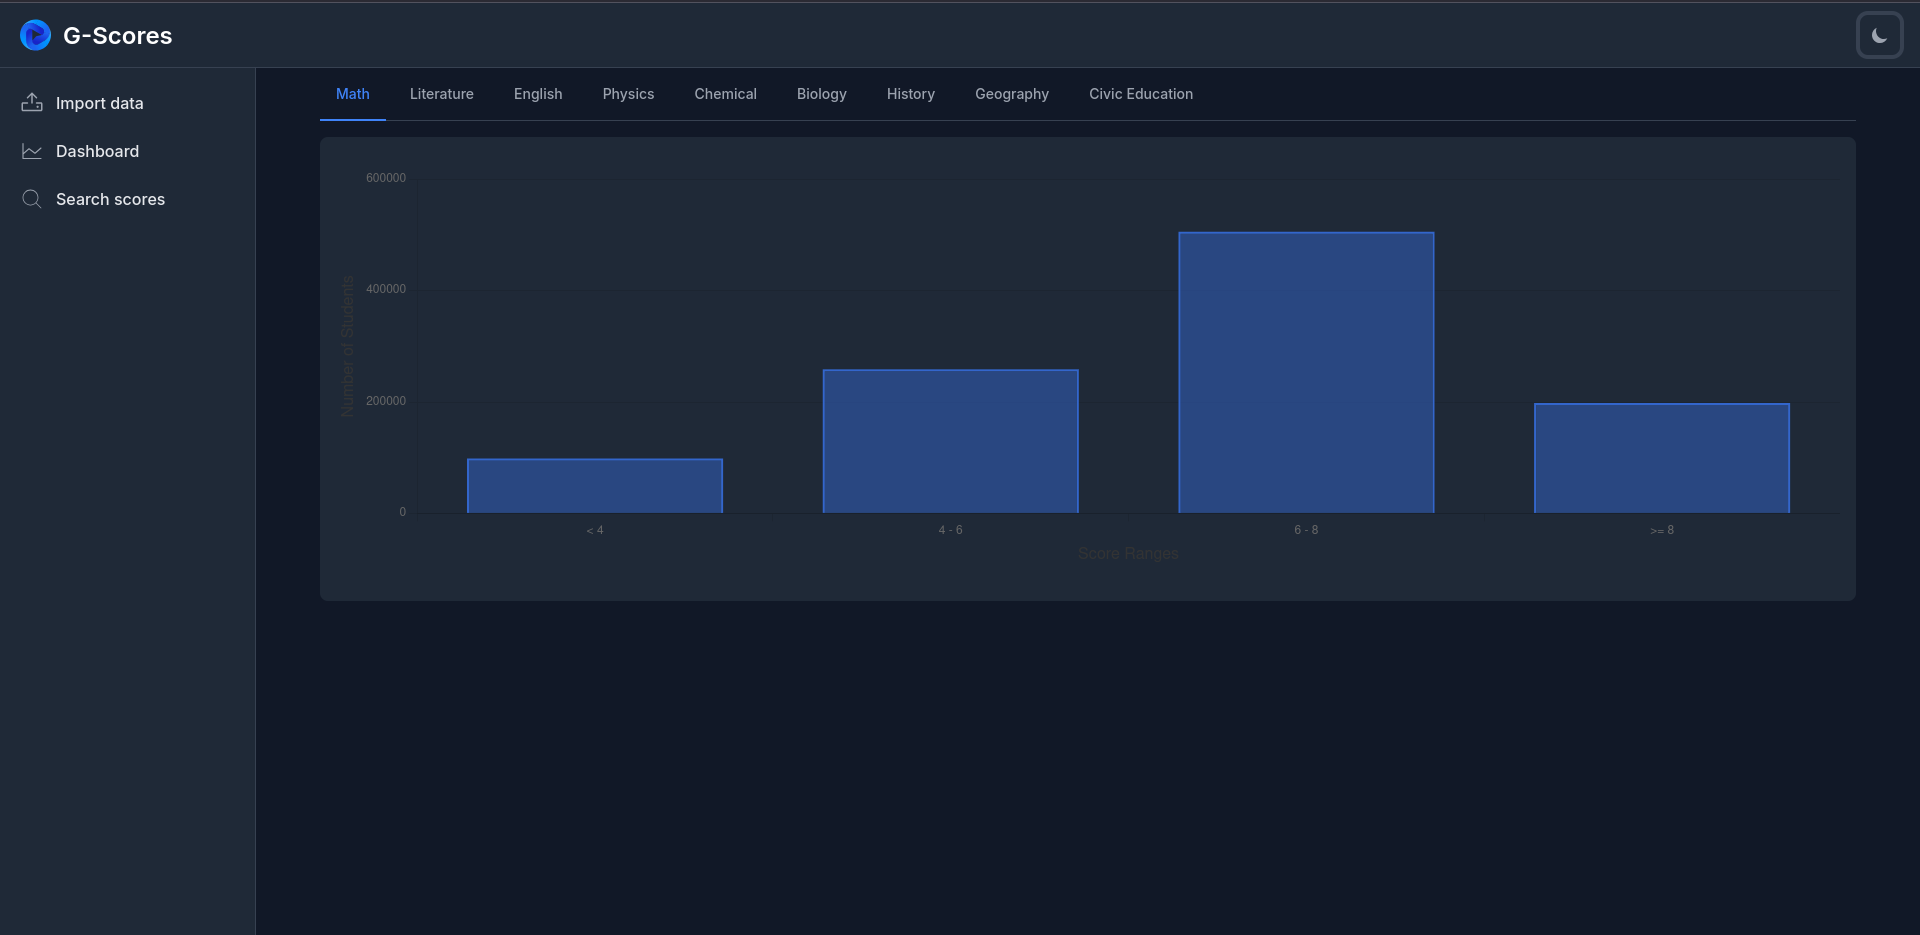 G-Scores
Import data
Dashboard
Search scores
Math Literature English Physics Chemical Biology History Geography Civic Education
600000
400000
200000
0
Number of Students
< 4 4 - 6 6 - 8 >= 8
Score Ranges